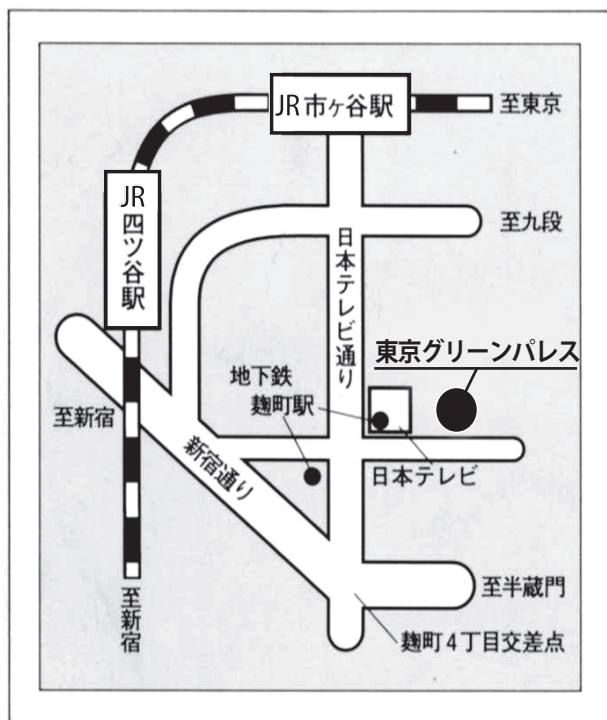 JR市ヶ谷駅
至東京
JR四ツ谷駅
至九段
日本テレビ通り
東京グリーンパレス
地下鉄
麹町駅
至新宿
新宿通り
日本テレビ
至半蔵門
至新宿
麹町4丁目交差点